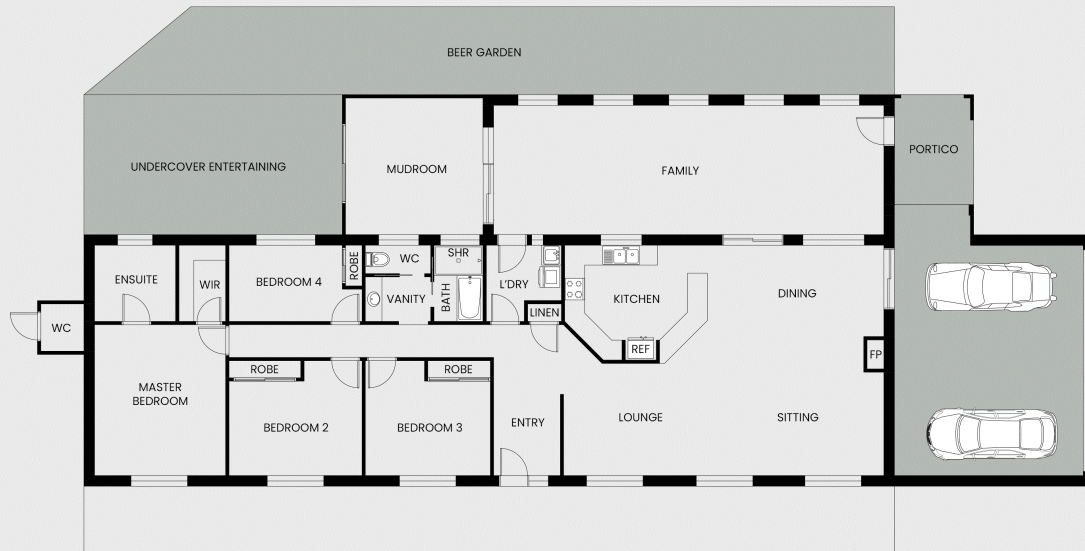 BEER GARDEN
UNDERCOVER ENTERTAINING
MUDROOM
FAMILY
PORTICO
ENSUITE
WIR
BEDROOM 4
ROBE
WC
SHR
VANITY
BATH
L'DRY
LINEN
KITCHEN
REF
DINING
WC
FP
MASTER
BEDROOM
ROBE
BEDROOM 2
ROBE
BEDROOM 3
ENTRY
LOUNGE
SITTING